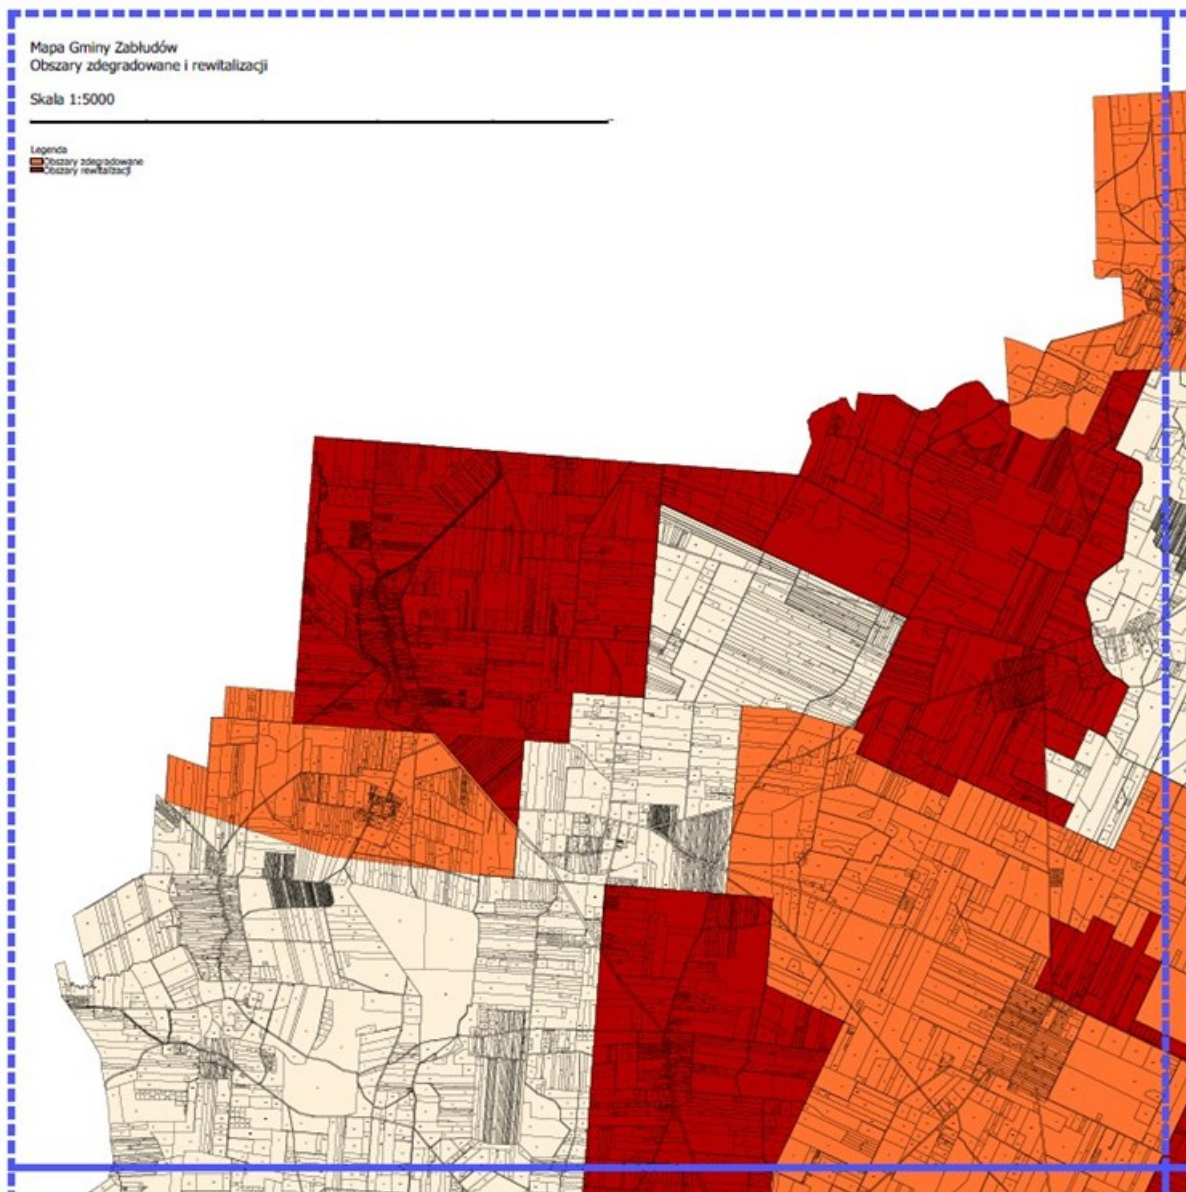 Mapa Gminy Zabłudów
Obszary zdegradowane i rewitalizacji
Skala 1:5000
Legenda
Obszary zdegradowane
Obszary rewitalizacji